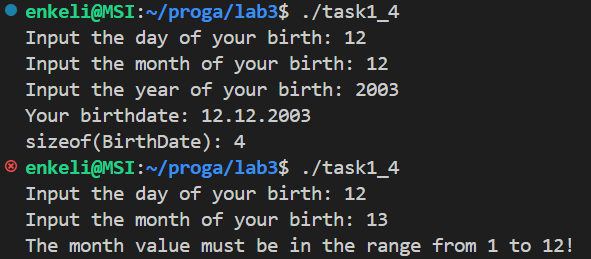 enkeli@MSI:~/proga/lab3$ ./task1_4
Input the day of your birth: 12
Input the month of your birth: 12
Input the year of your birth: 2003
Your birthdate: 12.12.2003
sizeof(BirthDate): 4
enkeli@MSI:~/proga/lab3$ ./task1_4
Input the day of your birth: 12
Input the month of your birth: 13
The month value must be in the range from 1 to 12!